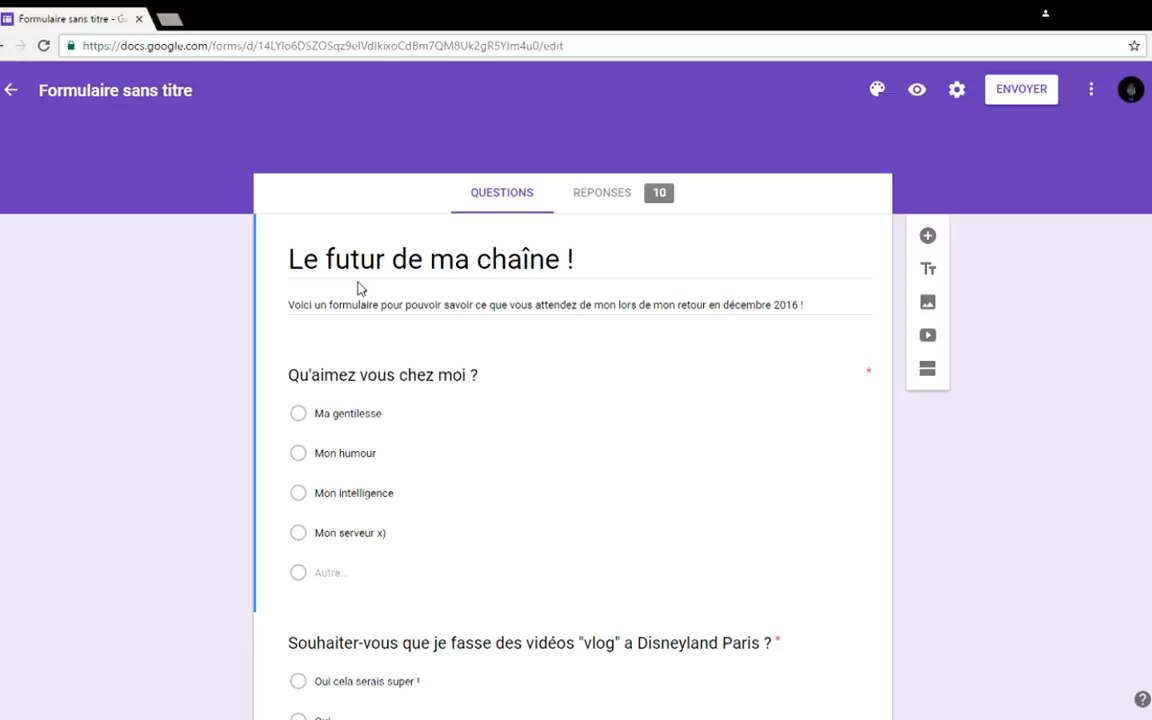 Formulaire sans titre - G
https://docs.google.com/forms/d/14LYlo6DSZOSqz9eIVdlkixoCdBm7QM8Uk2gR5YIm4u0/edit
Formulaire sans titre
ENVOYER
QUESTIONS
RÉPONSES
10
Le futur de ma chaîne !
Voici un formulaire pour pouvoir savoir ce que vous attendez de mon lors de mon retour en décembre 2016 !
Qu'aimez vous chez moi ? *
Ma gentilesse
Mon humour
Mon intelligence
Mon serveur x)
Autre...
Souhaiter-vous que je fasse des vidéos "vlog" a Disneyland Paris ? *
Oui cela serais super !
Oui